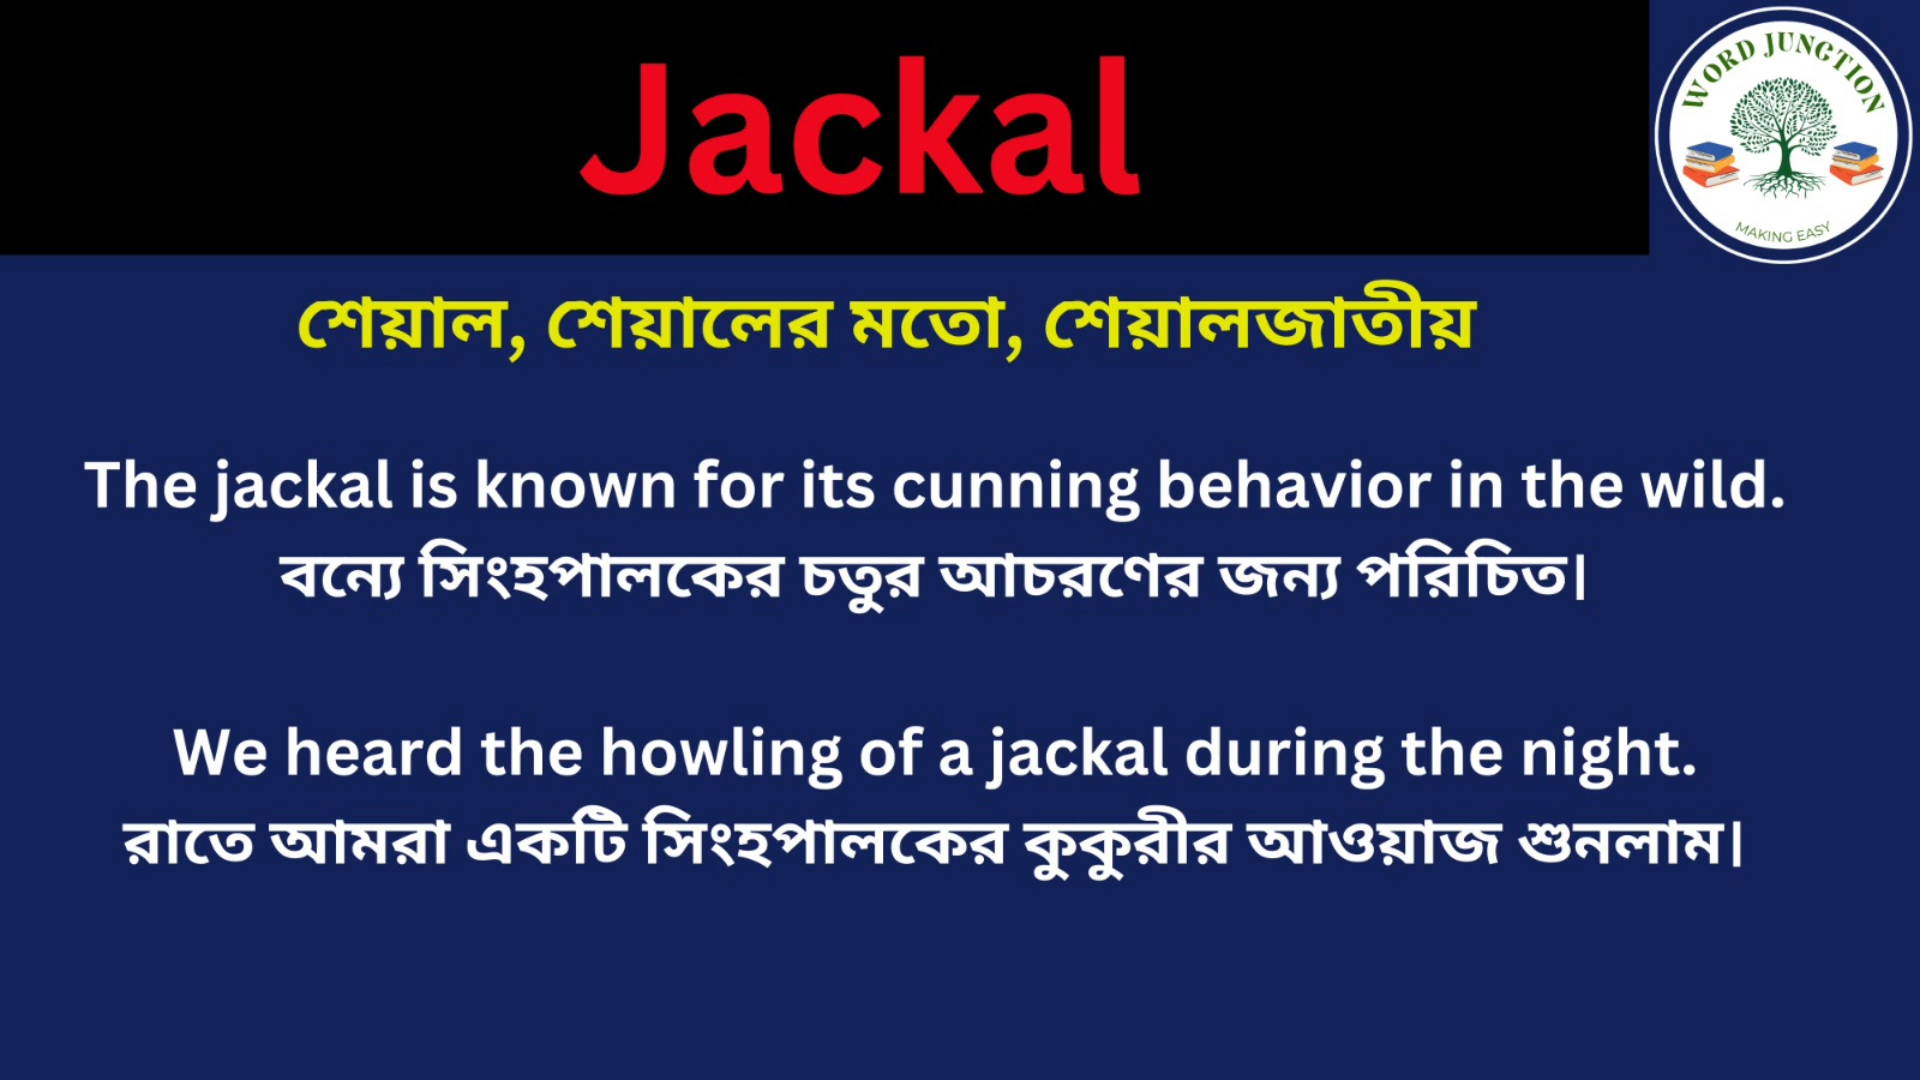 Jackal
WORD JUNCTION
MAKING EASY
শেয়াল, শেয়ালের মতো, শেয়ালজাতীয়
The jackal is known for its cunning behavior in the wild.
বন্যে সিংহপালকের চতুর আচরণের জন্য পরিচিত।
We heard the howling of a jackal during the night.
রাতে আমরা একটি সিংহপালকের কুকুরীর আওয়াজ শুনলাম।